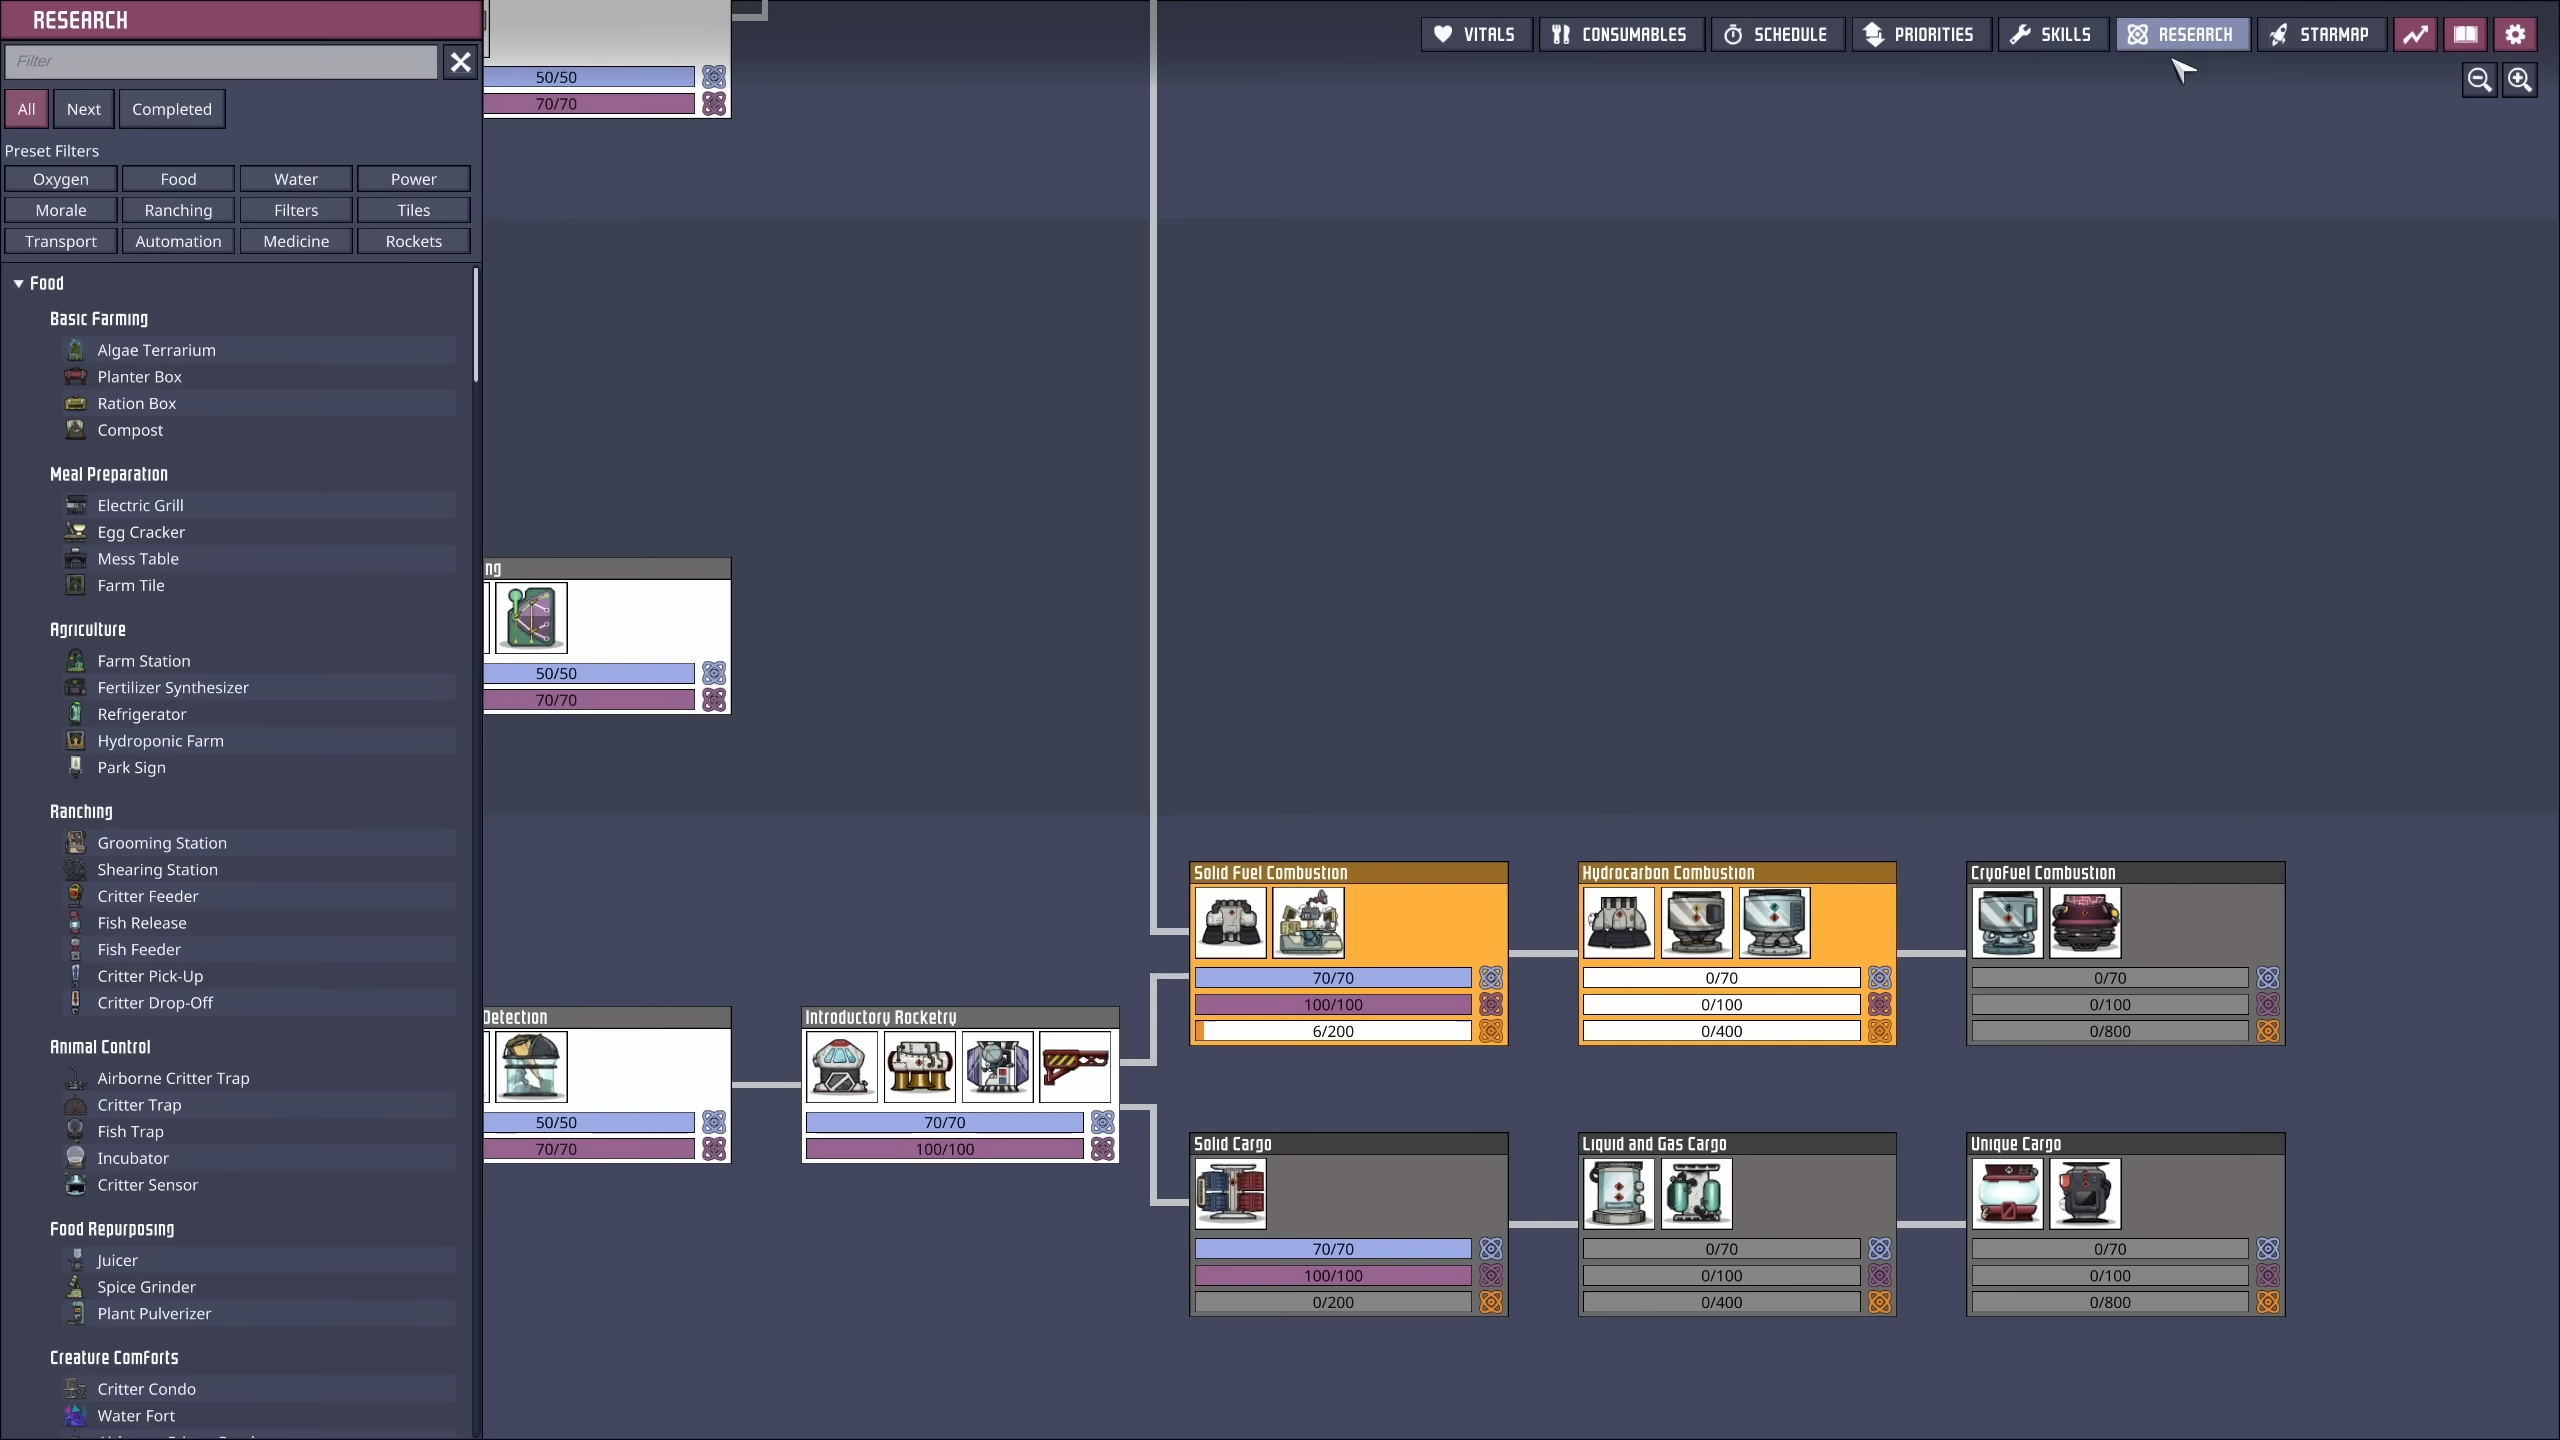 RESEARCH
VITALS CONSUMABLES SCHEDULE PRIORITIES SKILLS RESEARCH STARMAP
Filter
All Next Completed
Preset Filters
Oxygen Food Water Power
Morale Ranching Filters Tiles
Transport Automation Medicine Rockets
Food
Basic Farming
Algae Terrarium
Planter Box
Ration Box
Compost
Meal Preparation
Electric Grill
Egg Cracker
Mess Table
Farm Tile
Agriculture
Farm Station
Fertilizer Synthesizer
Refrigerator
Hydroponic Farm
Park Sign
Ranching
Grooming Station
Shearing Station
Critter Feeder
Fish Release
Fish Feeder
Critter Pick-Up
Critter Drop-Off
Animal Control
Airborne Critter Trap
Critter Trap
Fish Trap
Incubator
Critter Sensor
Food Repurposing
Juicer
Spice Grinder
Plant Pulverizer
Creature Comforts
Critter Condo
Water Fort
50/50
70/70
ng
50/50
70/70
Detection
50/50
70/70
Introductory Rocketry
70/70
100/100
Solid Fuel Combustion
70/70
100/100
6/200
Hydrocarbon Combustion
0/70
0/100
0/400
CryoFuel Combustion
0/70
0/100
0/800
Solid Cargo
70/70
100/100
0/200
Liquid and Gas Cargo
0/70
0/100
0/400
Unique Cargo
0/70
0/100
0/800